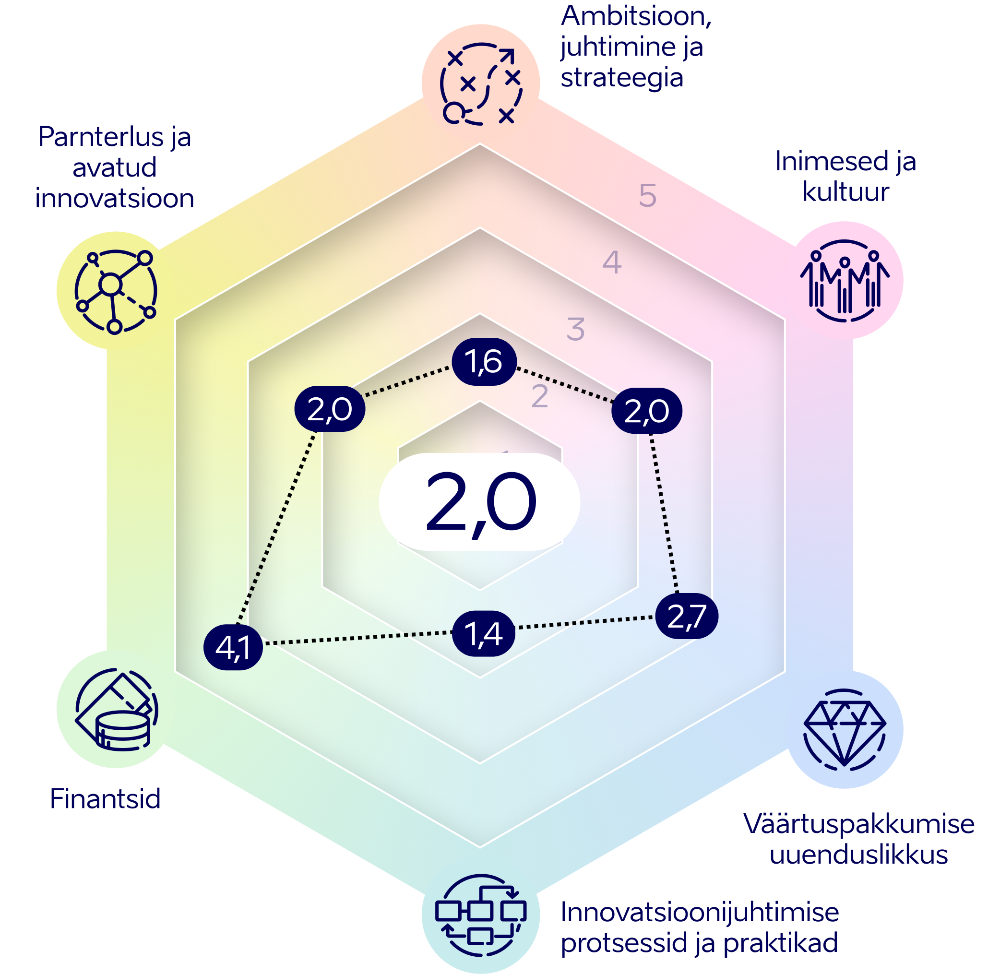 Ambitsioon,
juhtimine ja
strateegia
Parnterlus ja
avatud
innovatsioon
Inimesed ja
kultuur
5
4
3
2
1,6
2,0
2,0
2,0
2,7
1,4
4,1
Finantsid
Väärtuspakkumise
uuenduslikkus
Innovatsioonijuhtimise
protsessid ja praktikad